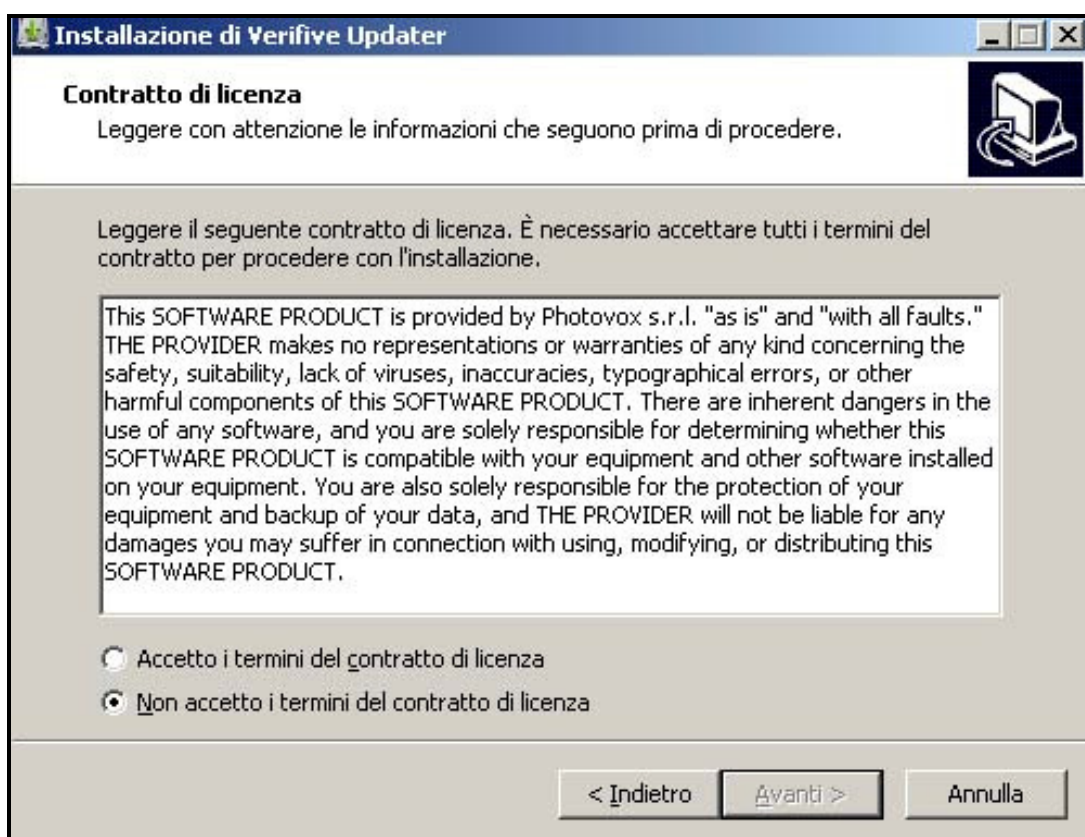 Installazione di Verifive Updater
Contratto di licenza
Leggere con attenzione le informazioni che seguono prima di procedere.
Leggere il seguente contratto di licenza. È necessario accettare tutti i termini del
contratto per procedere con l'installazione.
This SOFTWARE PRODUCT is provided by Photovox s.r.l. "as is" and "with all faults."
THE PROVIDER makes no representations or warranties of any kind concerning the
safety, suitability, lack of viruses, inaccuracies, typographical errors, or other
harmful components of this SOFTWARE PRODUCT. There are inherent dangers in the
use of any software, and you are solely responsible for determining whether this
SOFTWARE PRODUCT is compatible with your equipment and other software installed
on your equipment. You are also solely responsible for the protection of your
equipment and backup of your data, and THE PROVIDER will not be liable for any
damages you may suffer in connection with using, modifying, or distributing this
SOFTWARE PRODUCT.
Accetto i termini del contratto di licenza
Non accetto i termini del contratto di licenza
< Indietro
Avanti >
Annulla